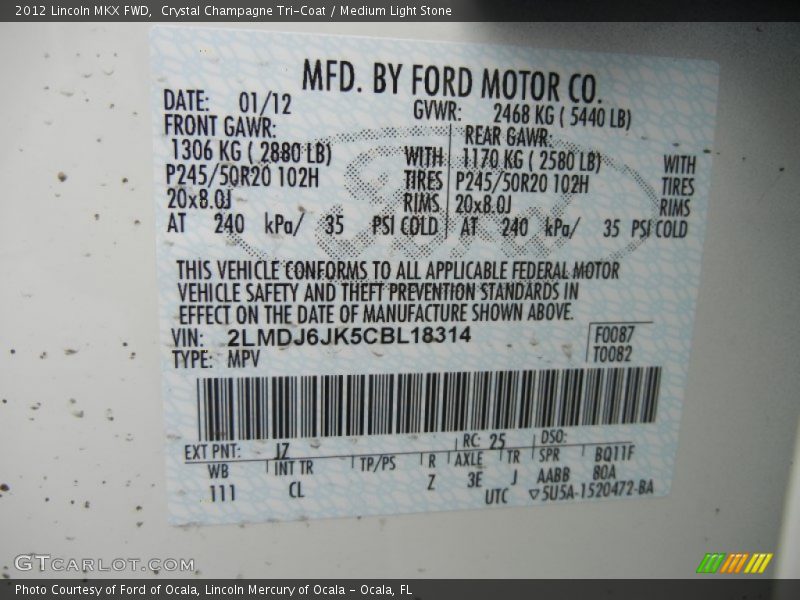 2012 Lincoln MKX FWD,  Crystal Champagne Tri-Coat / Medium Light Stone
MFD. BY FORD MOTOR CO.
DATE: 01/12 GVWR: 2468 KG ( 5440 LB)
FRONT GAWR: REAR GAWR:
1306 KG ( 2880 LB) WITH 1170 KG ( 2580 LB) WITH
P245/50R20 102H TIRES P245/50R20 102H TIRES
20x8.0J RIMS 20x8.0J RIMS
AT 240 kPa/ 35 PSI COLD AT 240 kPa/ 35 PSI COLD
THIS VEHICLE CONFORMS TO ALL APPLICABLE FEDERAL MOTOR
VEHICLE SAFETY AND THEFT PREVENTION STANDARDS IN
EFFECT ON THE DATE OF MANUFACTURE SHOWN ABOVE.
VIN: 2LMDJ6JK5CBL18314 F0087
TYPE: MPV T0082
EXT PNT: JZ RC: 25 DSO:
WB INT TR TP/PS R AXLE TR SPR BQ11F
111 CL Z 3E J AABB 80A
UTC ▽5U5A-1520472-BA
Ford
GTCARLOT.COM
Photo Courtesy of Ford of Ocala, Lincoln Mercury of Ocala - Ocala, FL